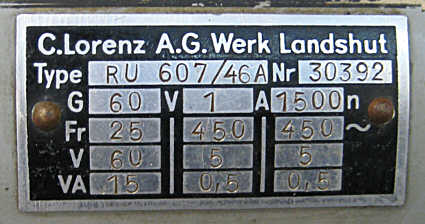 C.Lorenz A.G. Werk Landshut
Type RU 607/46A Nr 30392
G 60 V 1 A 1500 n
Fr 25 450 450 ~
V 60 5 5
VA 15 0,5 0,5